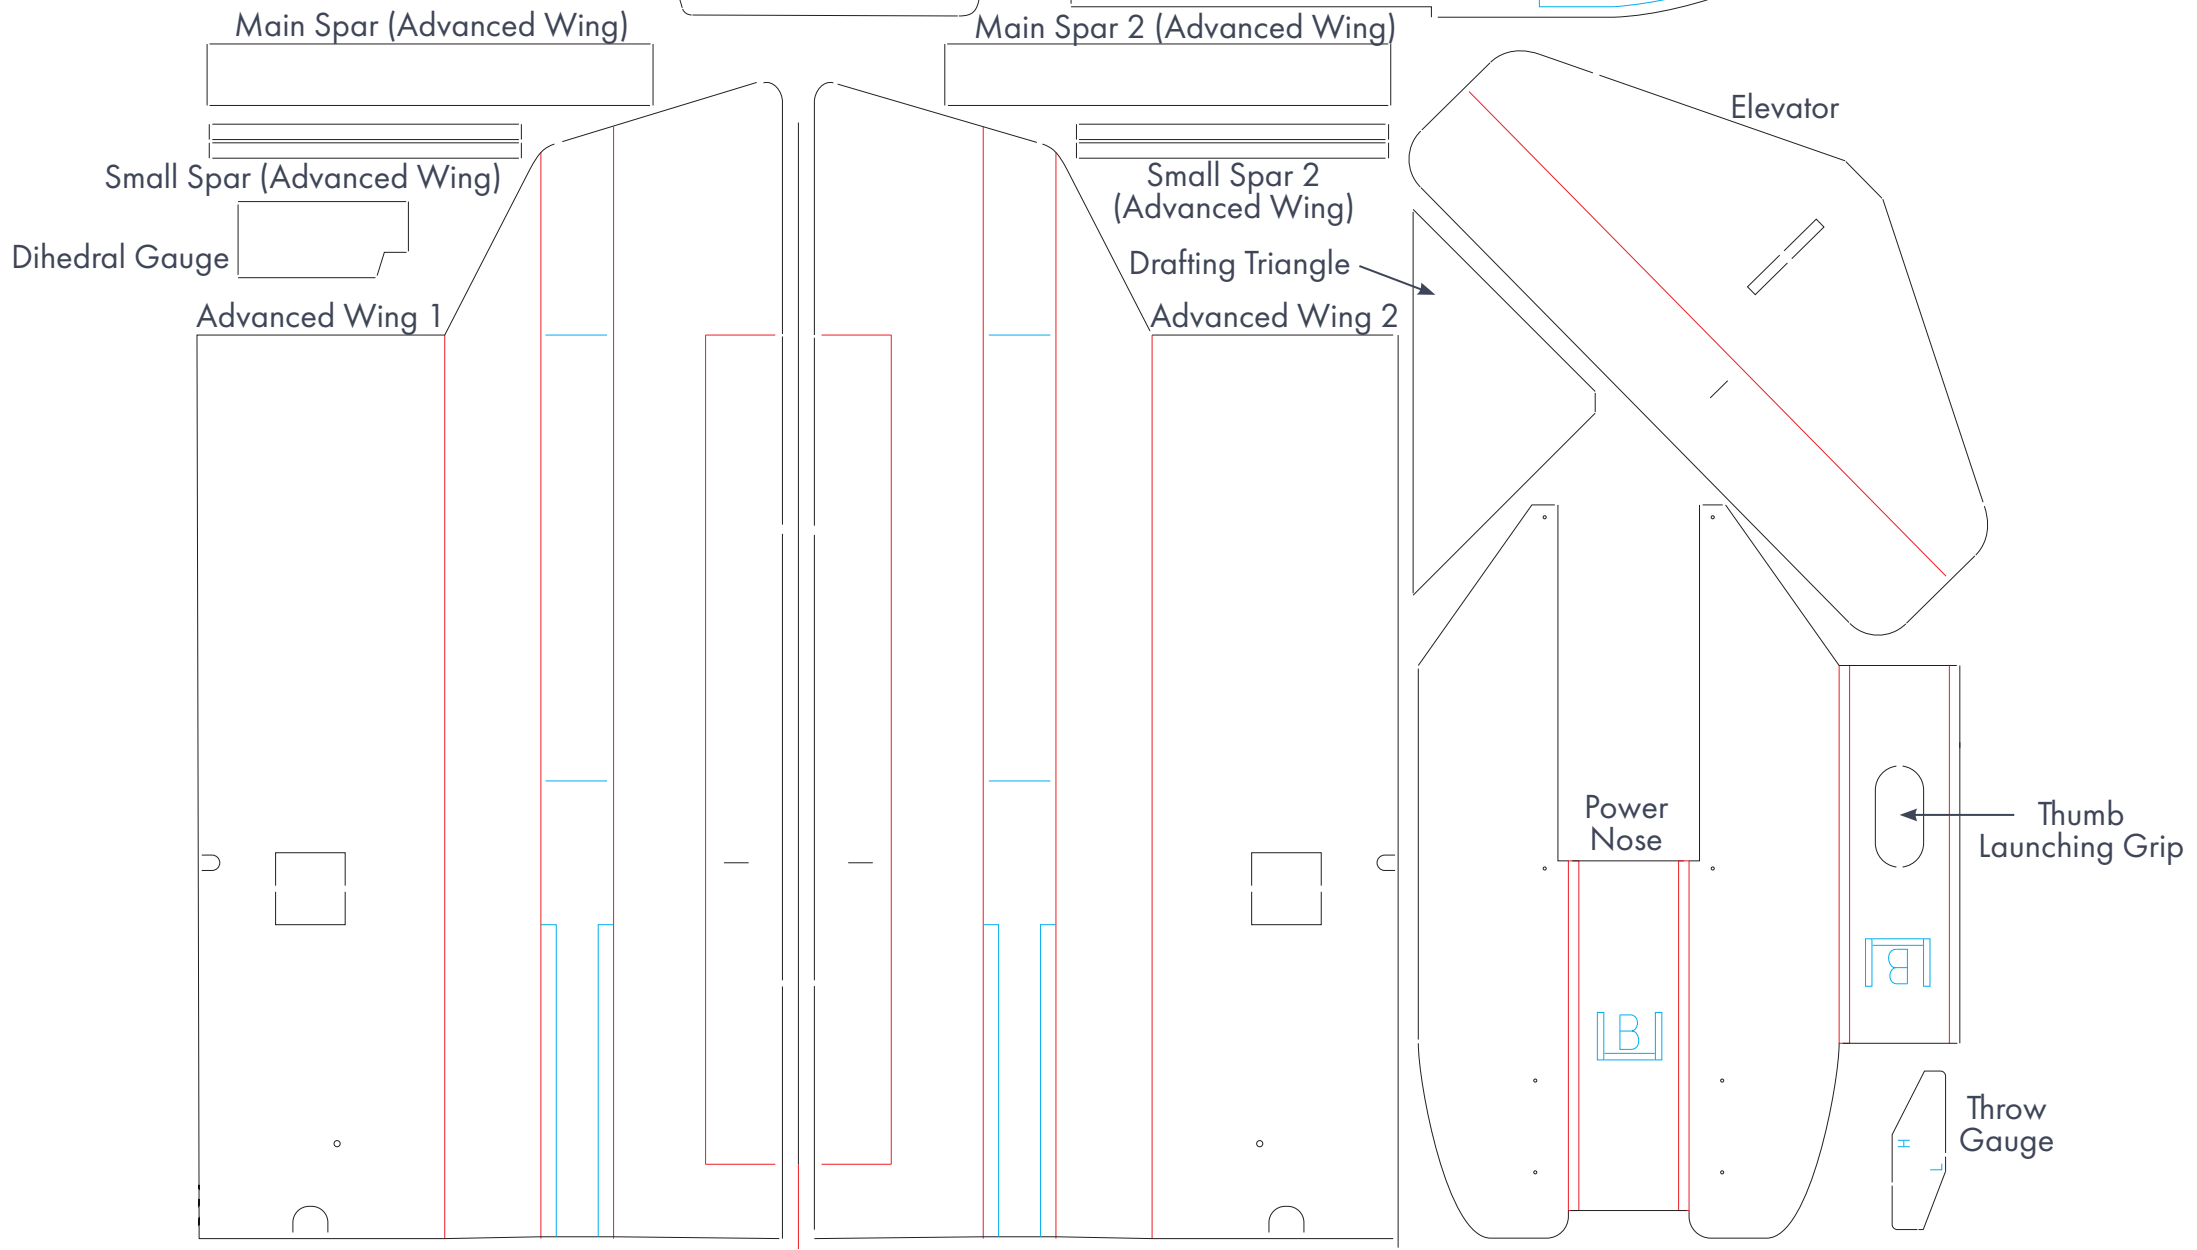 Main Spar (Advanced Wing)
Main Spar 2 (Advanced Wing)
Elevator
Small Spar (Advanced Wing)
Small Spar 2
(Advanced Wing)
Dihedral Gauge
Drafting Triangle
Advanced Wing 1
Advanced Wing 2
Power
Nose
Thumb
Launching Grip
B
B
Throw
Gauge
H
L